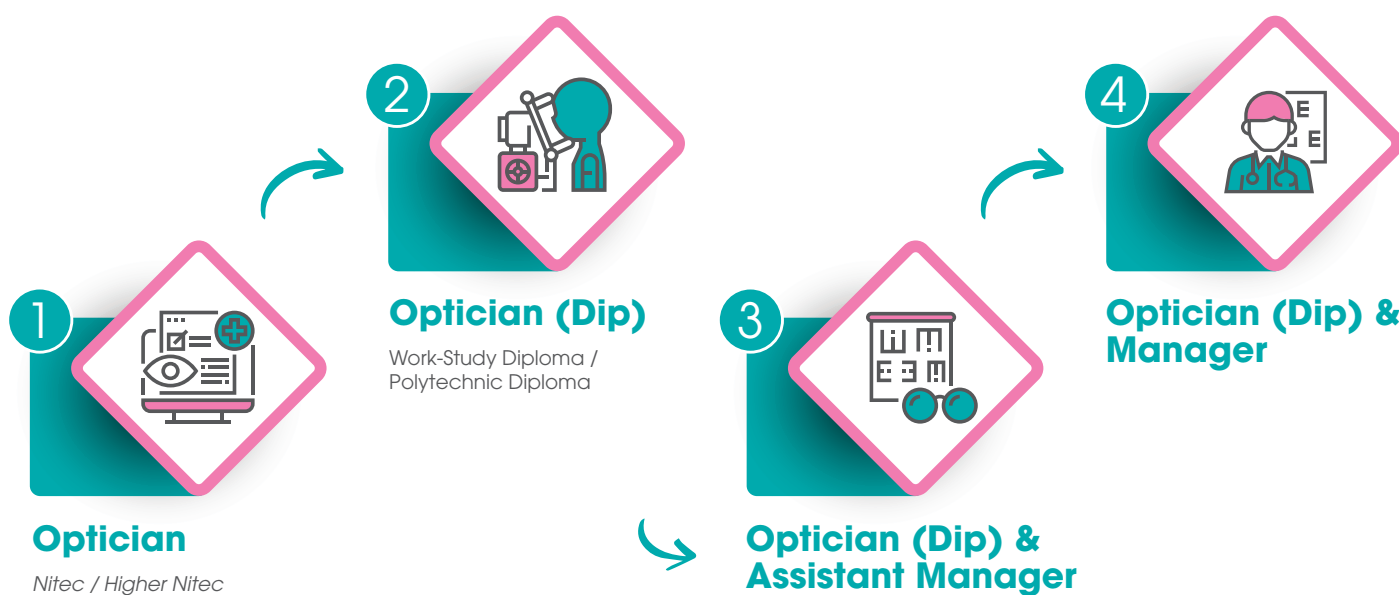 1
Optician
Nitec / Higher Nitec
2
Optician (Dip)
Work-Study Diploma /
Polytechnic Diploma
3
Optician (Dip) &
Assistant Manager
4
Optician (Dip) &
Manager